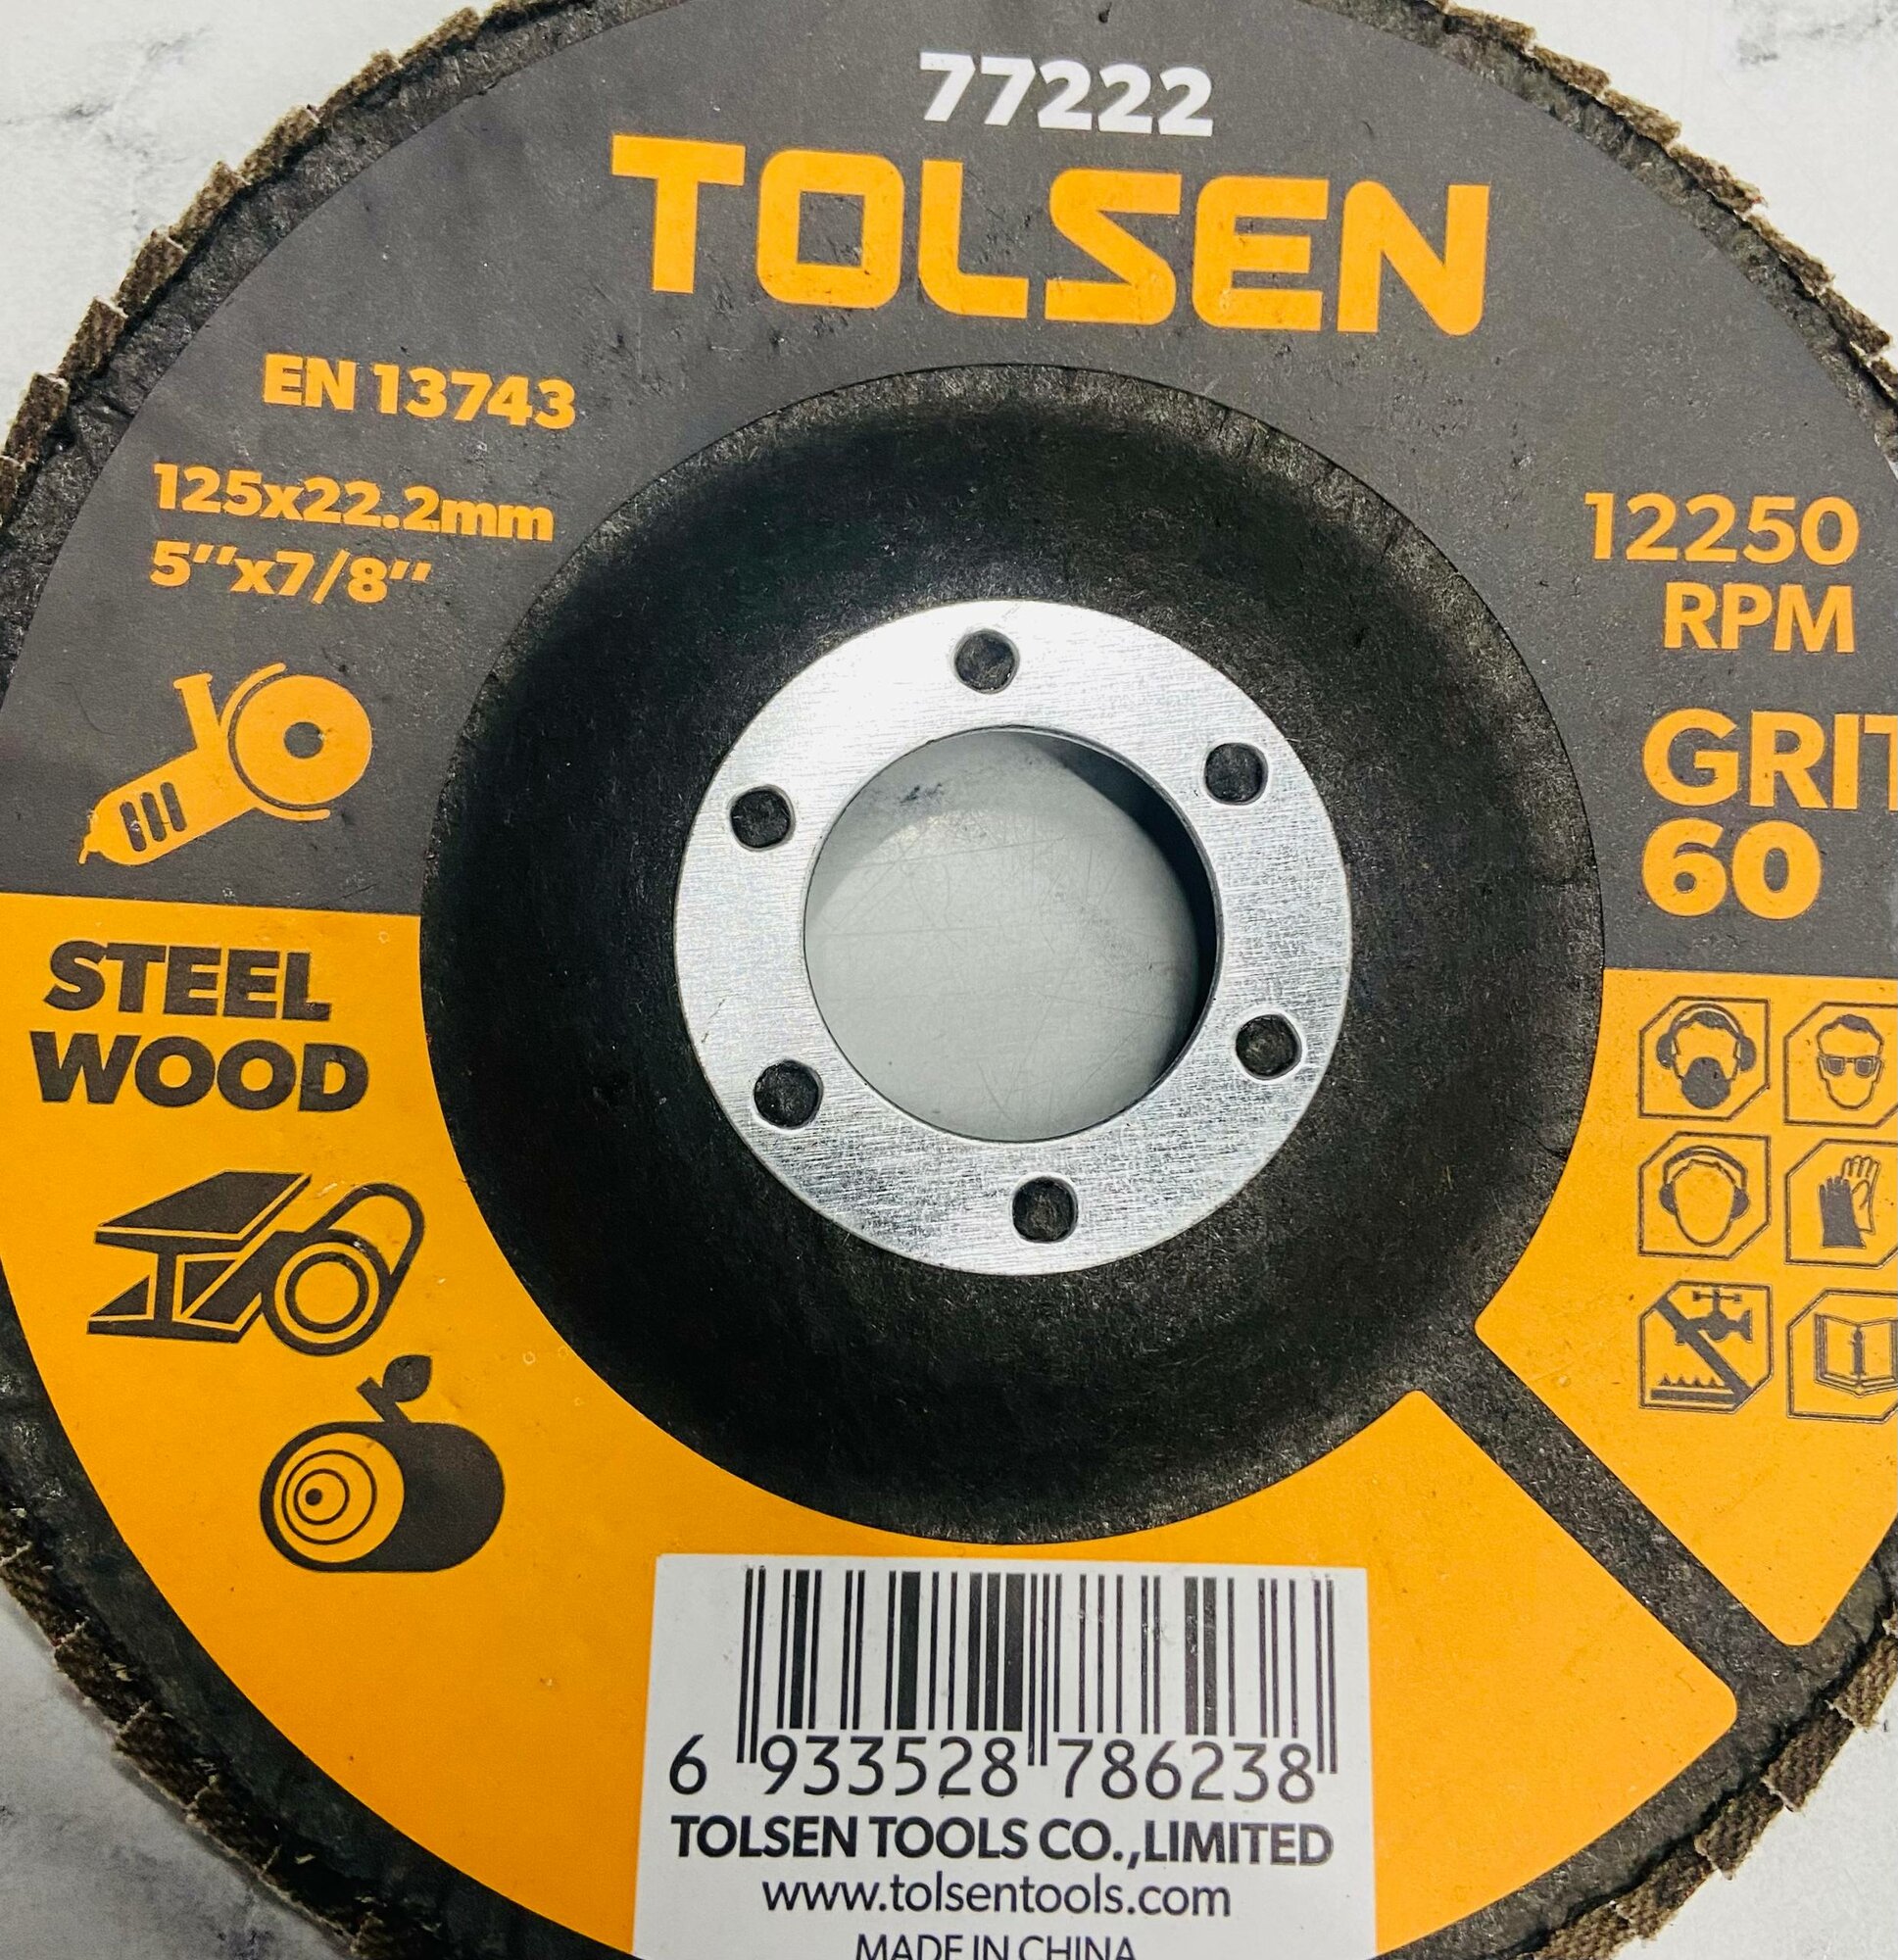 77222
TOLSEN
EN 13743
125x22.2mm
5"x7/8"
12250
RPM
GRIT
60
STEEL
WOOD
6 933528 786238
TOLSEN TOOLS CO.,LIMITED
www.tolsentools.com
MADE IN CHINA